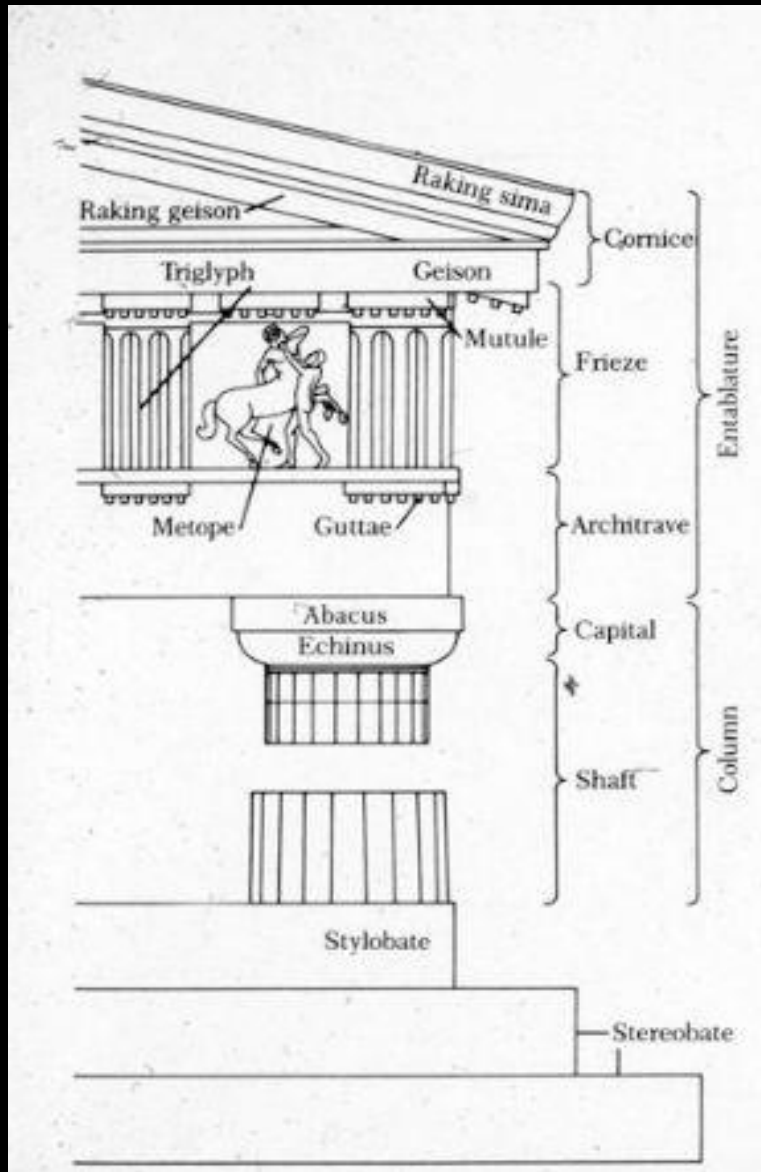 Raking sima
Raking geison
Cornice
Triglyph
Geison
Mutule
Frieze
Entablature
Metope
Guttae
Architrave
Abacus
Capital
Echinus
Shaft
Column
Stylobate
Stereobate